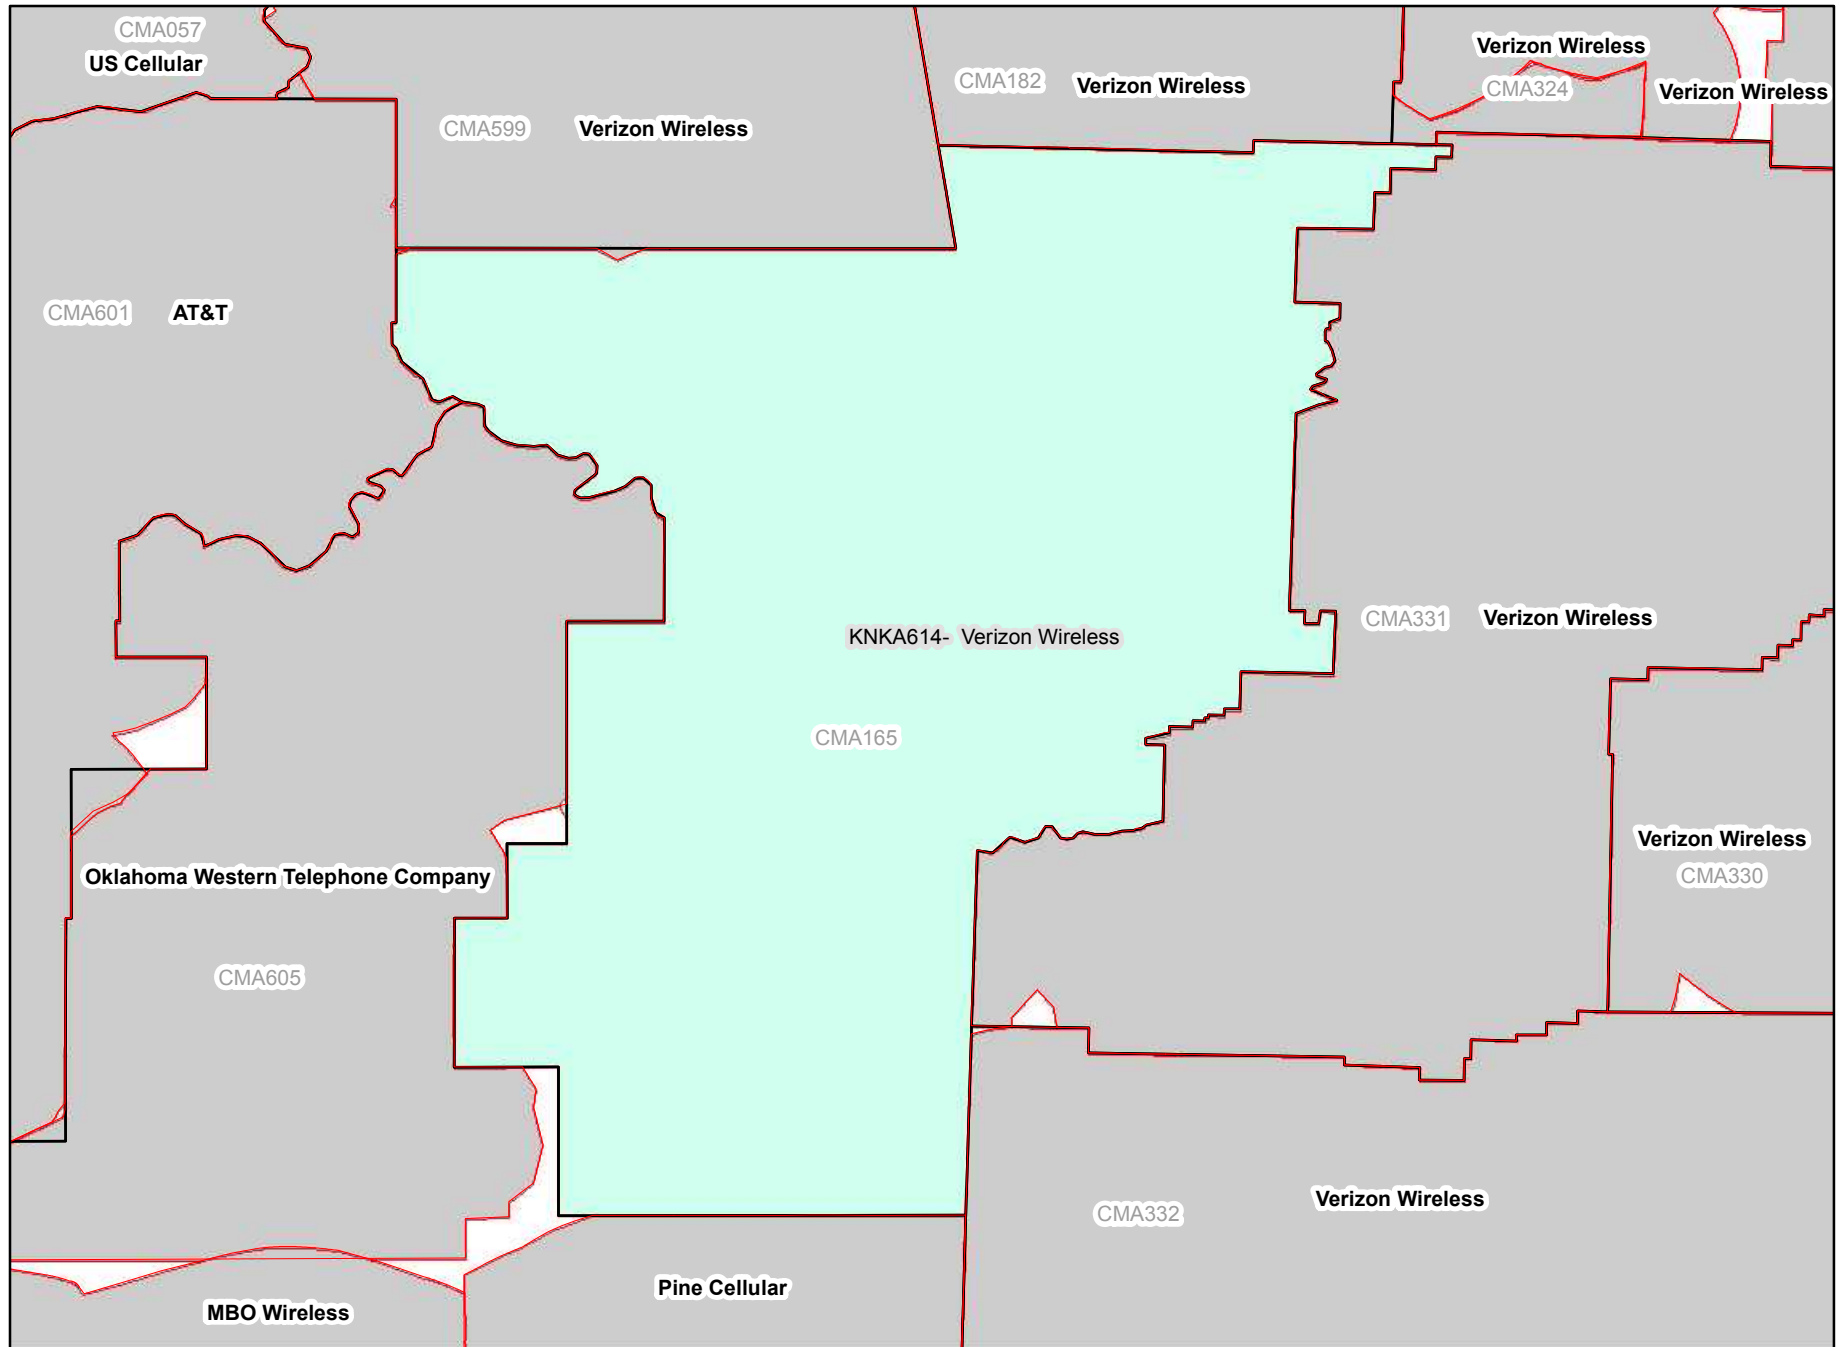 CMA057
US Cellular
CMA599 Verizon Wireless
CMA182 Verizon Wireless
Verizon Wireless
CMA324
Verizon Wireless
CMA601 AT&T
KNKA614- Verizon Wireless
CMA331 Verizon Wireless
CMA165
Verizon Wireless
CMA330
Oklahoma Western Telephone Company
CMA605
CMA332 Verizon Wireless
Pine Cellular
MBO Wireless